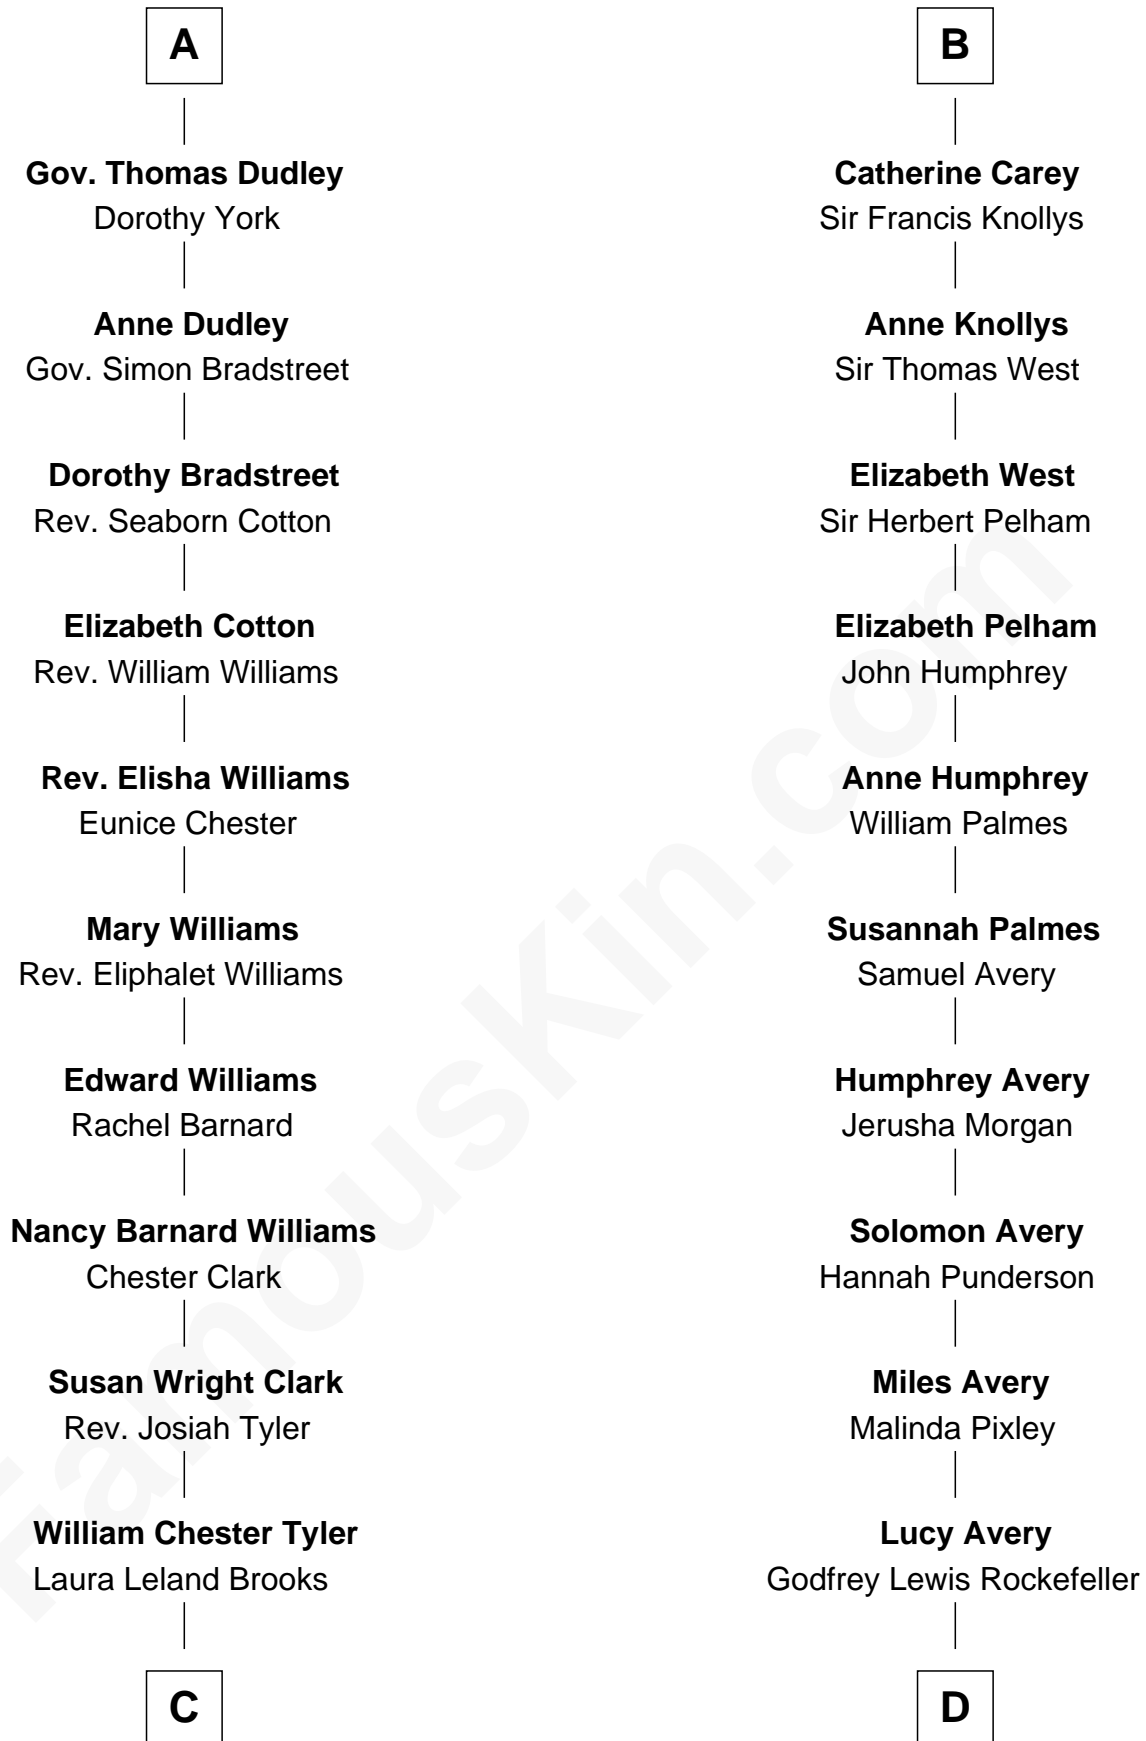 A
Gov. Thomas Dudley
Dorothy York
Anne Dudley
Gov. Simon Bradstreet
Dorothy Bradstreet
Rev. Seaborn Cotton
Elizabeth Cotton
Rev. William Williams
Rev. Elisha Williams
Eunice Chester
Mary Williams
Rev. Eliphalet Williams
Edward Williams
Rachel Barnard
Nancy Barnard Williams
Chester Clark
Susan Wright Clark
Rev. Josiah Tyler
William Chester Tyler
Laura Leland Brooks
C
B
Catherine Carey
Sir Francis Knollys
Anne Knollys
Sir Thomas West
Elizabeth West
Sir Herbert Pelham
Elizabeth Pelham
John Humphrey
Anne Humphrey
William Palmes
Susannah Palmes
Samuel Avery
Humphrey Avery
Jerusha Morgan
Solomon Avery
Hannah Punderson
Miles Avery
Malinda Pixley
Lucy Avery
Godfrey Lewis Rockefeller
D
FamousKin.com